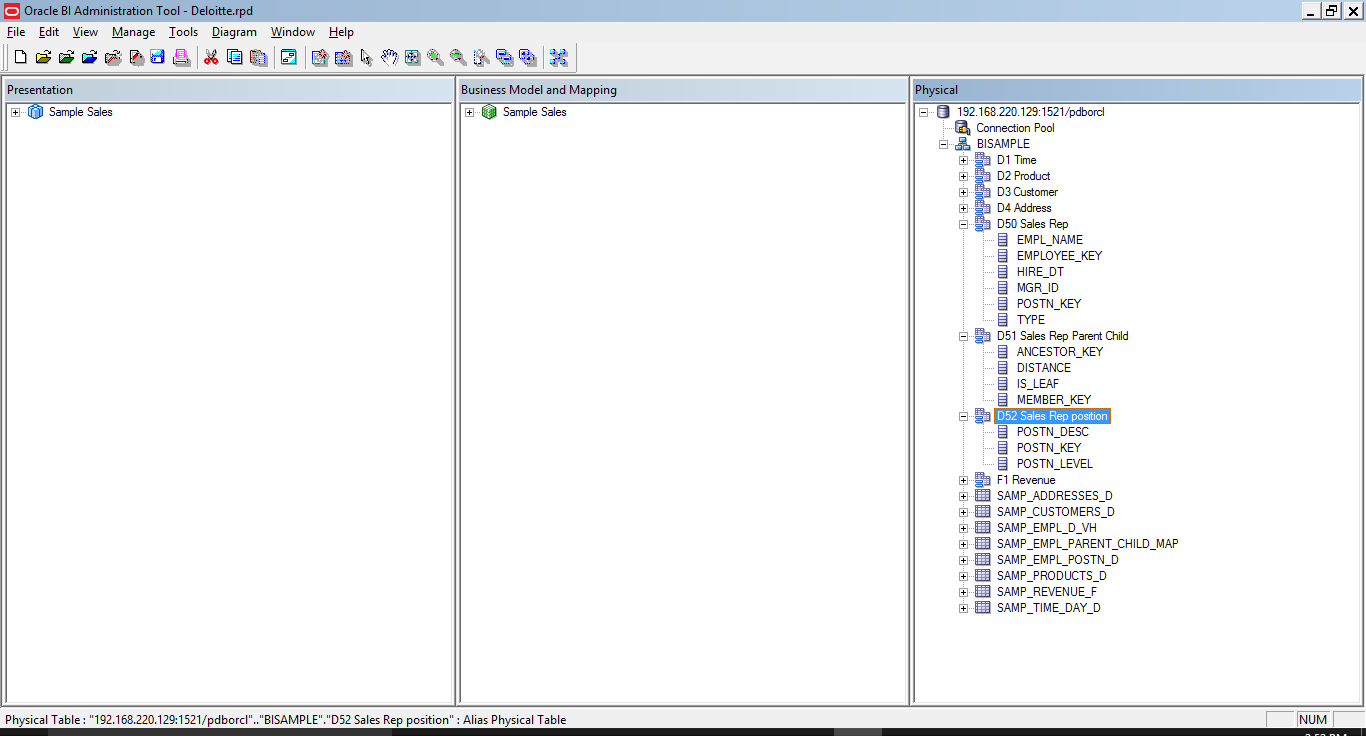 Oracle BI Administration Tool - Deloitte.rpd
File Edit View Manage Tools Diagram Window Help
Presentation
Sample Sales
Business Model and Mapping
Sample Sales
Physical
192.168.220.129:1521/pdborcl
Connection Pool
BISAMPLE
D1 Time
D2 Product
D3 Customer
D4 Address
D50 Sales Rep
EMPL_NAME
EMPLOYEE_KEY
HIRE_DT
MGR_ID
POSTN_KEY
TYPE
D51 Sales Rep Parent Child
ANCESTOR_KEY
DISTANCE
IS_LEAF
MEMBER_KEY
D52 Sales Rep position
POSTN_DESC
POSTN_KEY
POSTN_LEVEL
F1 Revenue
SAMP_ADDRESSES_D
SAMP_CUSTOMERS_D
SAMP_EMPL_D_VH
SAMP_EMPL_PARENT_CHILD_MAP
SAMP_EMPL_POSTN_D
SAMP_PRODUCTS_D
SAMP_REVENUE_F
SAMP_TIME_DAY_D
Physical Table : "192.168.220.129:1521/pdborcl".."BISAMPLE"."D52 Sales Rep position" : Alias Physical Table
NUM